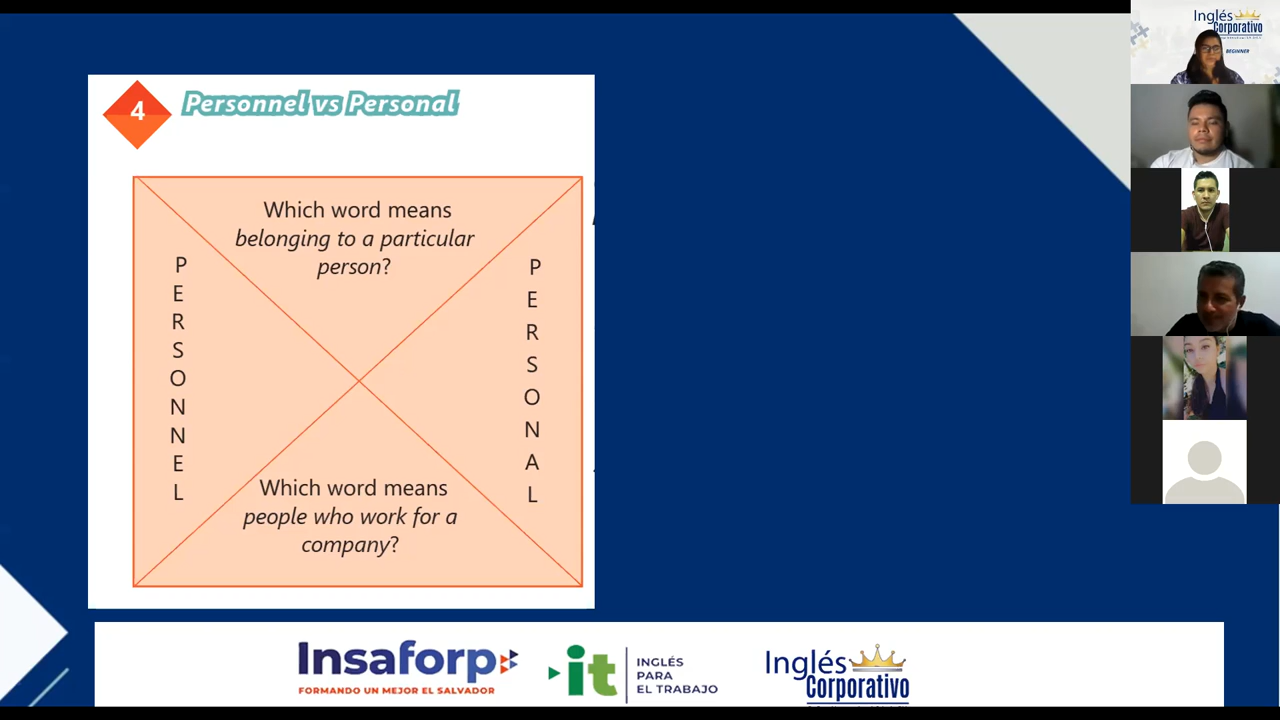 4
Personnel vs Personal
Which word means
belonging to a particular
person?
P
E
R
S
O
N
N
E
L
P
E
R
S
O
N
A
L
Which word means
people who work for a
company?
Insaforp
FORMANDO UN MEJOR EL SALVADOR
it
INGLÉS
PARA
EL TRABAJO
Inglés
Corporativo
Inglés
Corporativo
BEGINNER